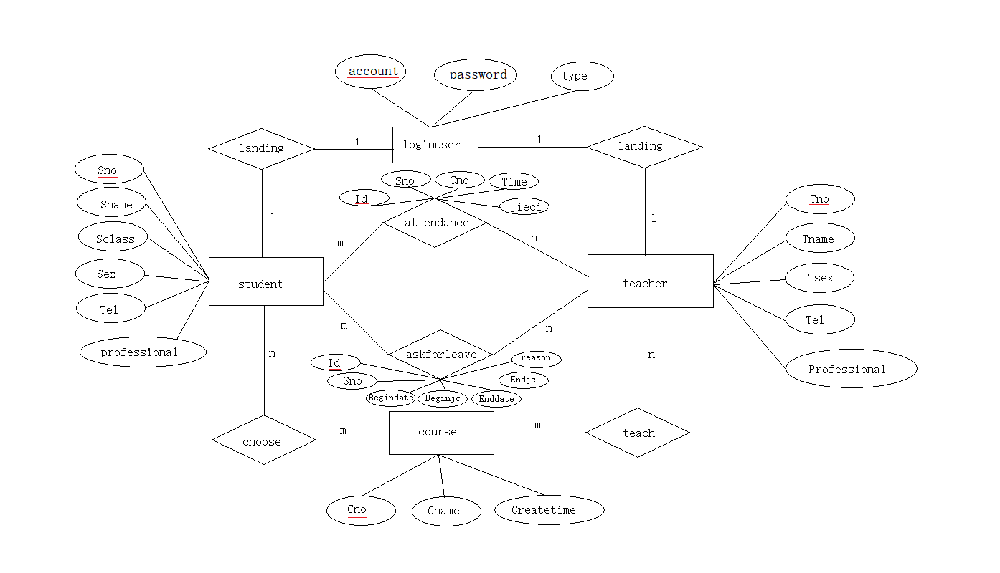 account
password
type
landing
1
loginuser
1
landing
Sno
Sname
Sclass
Sex
Tel
professional
1
Id
Sno
Cno
Time
Jieci
attendance
1
Tno
Tname
Tsex
Tel
Professional
m
n
student
teacher
m
n
askforleave
Id
Sno
Begindate
Beginjc
Enddate
Endjc
reason
n
n
choose
m
course
m
teach
Cno
Cname
Createtime